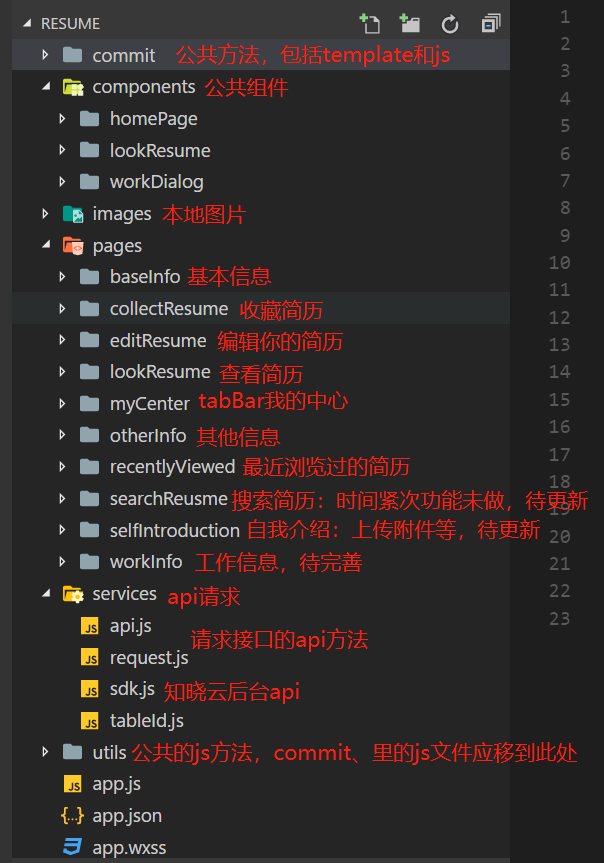 RESUME
commit 公共方法，包括template和js
components 公共组件
homePage
lookResume
workDialog
images 本地图片
pages
baseInfo 基本信息
collectResume 收藏简历
editResume 编辑你的简历
lookResume 查看简历
myCenter tabBar我的中心
otherInfo 其他信息
recentlyViewed 最近浏览过的简历
searchReusme 搜索简历：时间紧次功能未做，待更新
selfIntroduction 自我介绍：上传附件等，待更新
workInfo 工作信息，待完善
services api请求
JS api.js
请求接口的api方法
JS request.js
JS sdk.js 知晓云后台api
JS tableId.js
utils 公共的js方法，commit、里的js文件应移到此处
JS app.js
{..} app.json
app.wxss
1
2
3
4
5
6
7
8
9
10
11
12
13
14
15
16
17
18
19
20
21
22
23